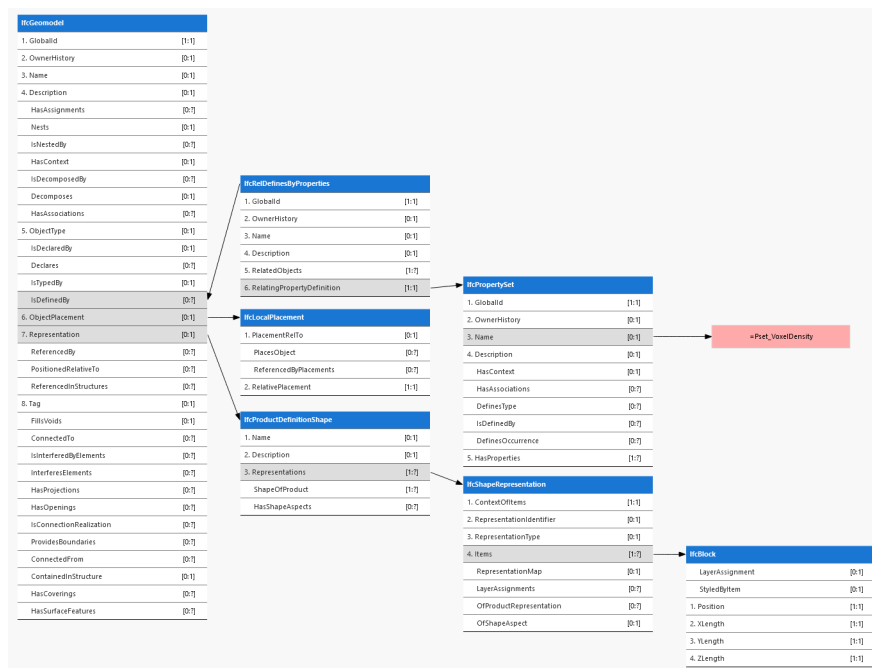 IfcGeomodel
1. GlobalId [1:1]
2. OwnerHistory [0:1]
3. Name [0:1]
4. Description [0:1]
HasAssignments [0:?]
Nests [0:1]
IsNestedBy [0:?]
HasContext [0:1]
IsDecomposedBy [0:?]
Decomposes [0:1]
HasAssociations [0:?]
5. ObjectType [0:1]
IsDeclaredBy [0:1]
Declares [0:?]
IsTypedBy [0:1]
IsDefinedBy [0:?]
6. ObjectPlacement [0:1]
7. Representation [0:1]
ReferencedBy [0:?]
PositionedRelativeTo [0:?]
ReferencedInStructures [0:?]
8. Tag [0:1]
FillsVoids [0:1]
ConnectedTo [0:?]
IsInterferedByElements [0:?]
InterferesElements [0:?]
HasProjections [0:?]
HasOpenings [0:?]
IsConnectionRealization [0:?]
ProvidesBoundaries [0:?]
ConnectedFrom [0:?]
ContainedInStructure [0:1]
HasCoverings [0:?]
HasSurfaceFeatures [0:?]
IfcRelDefinesByProperties
1. GlobalId [1:1]
2. OwnerHistory [0:1]
3. Name [0:1]
4. Description [0:1]
5. RelatedObjects [1:?]
6. RelatingPropertyDefinition [1:1]
IfcLocalPlacement
1. PlacementRelTo [0:1]
PlacesObject [0:?]
ReferencedByPlacements [0:?]
2. RelativePlacement [1:1]
IfcProductDefinitionShape
1. Name [0:1]
2. Description [0:1]
3. Representations [1:?]
ShapeOfProduct [1:?]
HasShapeAspects [0:?]
IfcPropertySet
1. GlobalId [1:1]
2. OwnerHistory [0:1]
3. Name [0:1]
4. Description [0:1]
HasContext [0:1]
HasAssociations [0:?]
DefinesType [0:?]
IsDefinedBy [0:?]
DefinesOccurrence [0:?]
5. HasProperties [1:?]
IfcShapeRepresentation
1. ContextOfItems [1:1]
2. RepresentationIdentifier [0:1]
3. RepresentationType [0:1]
4. Items [1:?]
RepresentationMap [0:1]
LayerAssignments [0:?]
OfProductRepresentation [0:?]
OfShapeAspect [0:1]
=Pset_VoxelDensity
IfcBlock
LayerAssignment [0:1]
StyledByItem [0:1]
1. Position [1:1]
2. XLength [1:1]
3. YLength [1:1]
4. ZLength [1:1]